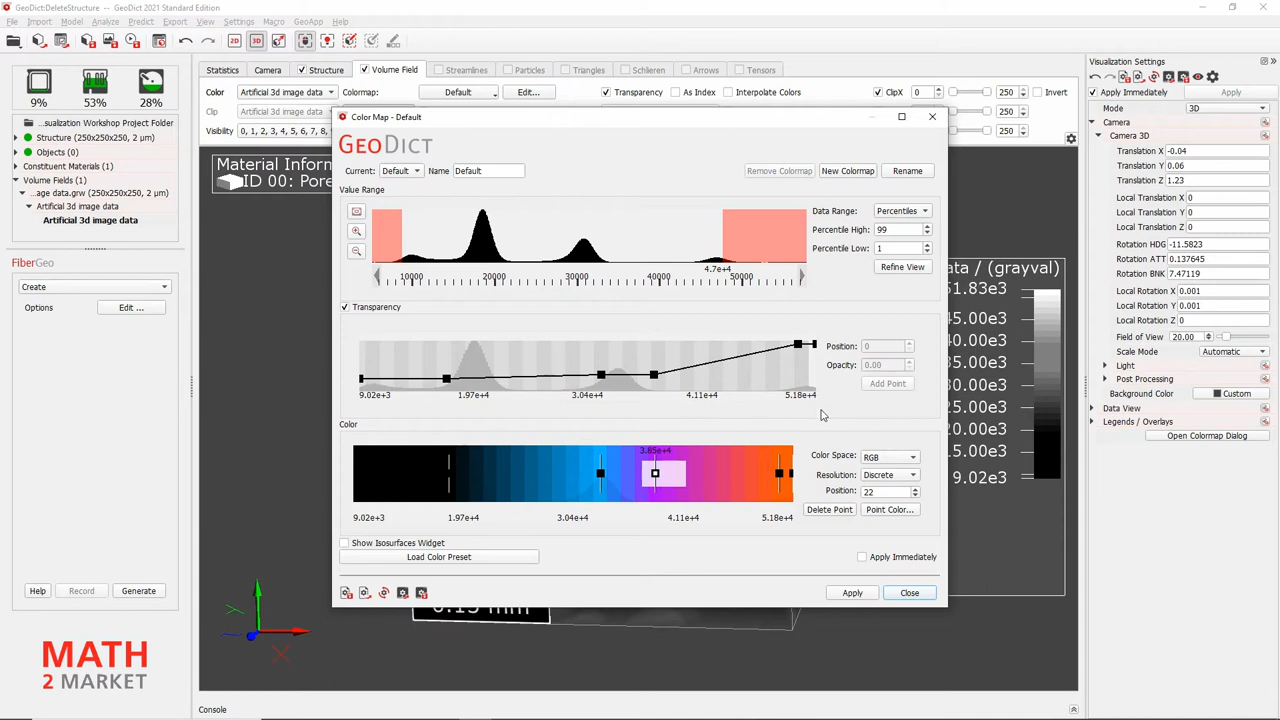 GeoDict:DeleteStructure -- GeoDict 2021 Standard Edition
File Import Model Analyze Predict Export View Settings Macro GeoApp Help
2D 3D
9% 53% 28%
ualization Workshop Project Folder
Structure (250x250x250, 2 µm)
Objects (0)
Constituent Materials (1)
Volume Fields (1)
age data.grw (250x250x250, 2 µm)
Artificial 3d image data
Artificial 3d image data
FiberGeo
Create
Options Edit ...
Help Record Generate
MATH
2 MARKET
Statistics Camera Structure Volume Field Streamlines Particles Triangles Schlieren Arrows Tensors
Color Artificial 3d image data Colormap: Default Edit... Transparency As Index Interpolate Colors ClipX 0 250 Invert
Clip Artificial 3d image data 250
Visibility 0, 1, 2, 3, 4, 5, 6, 7, 8, 250
Material Inform
ID 00: Pore
ata / (grayval)
51.83e3
45.00e3
40.00e3
35.00e3
30.00e3
25.00e3
20.00e3
15.00e3
9.02e3
Y X
Console
Color Map - Default
GEODICT
Current: Default Name Default Remove Colormap New Colormap Rename
Value Range
Data Range: Percentiles
Percentile High: 99
Percentile Low: 1
Refine View
4.7e+4
10000 20000 30000 40000 50000
Transparency
Position: 0
Opacity: 0.00
Add Point
9.02e+3 1.97e+4 3.04e+4 4.11e+4 5.18e+4
Color
3.85e+4
Color Space: RGB
Resolution: Discrete
Position: 22
Delete Point Point Color...
9.02e+3 1.97e+4 3.04e+4 4.11e+4 5.18e+4
Show Isosurfaces Widget
Load Color Preset Apply Immediately
Apply Close
Visualization Settings
Apply Immediately Apply
Mode 3D
Camera
Camera 3D
Translation X -0.04
Translation Y 0.06
Translation Z 1.23
Local Translation X 0
Local Translation Y 0
Local Translation Z 0
Rotation HDG -11.5823
Rotation ATT 0.137645
Rotation BNK 7.47119
Local Rotation X 0.001
Local Rotation Y 0.001
Local Rotation Z 0
Field of View 20.00
Scale Mode Automatic
Light
Post Processing
Background Color Custom
Data View
Legends / Overlays
Open Colormap Dialog